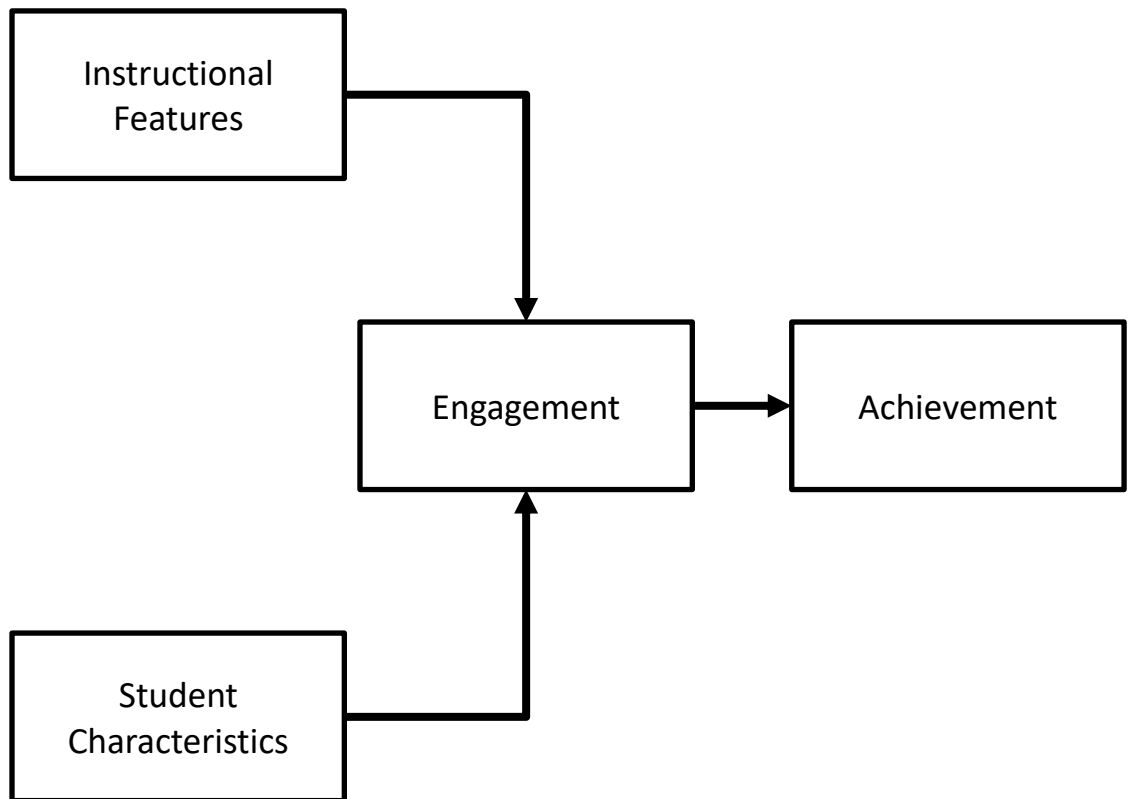 Instructional
Features
Engagement
Achievement
Student
Characteristics